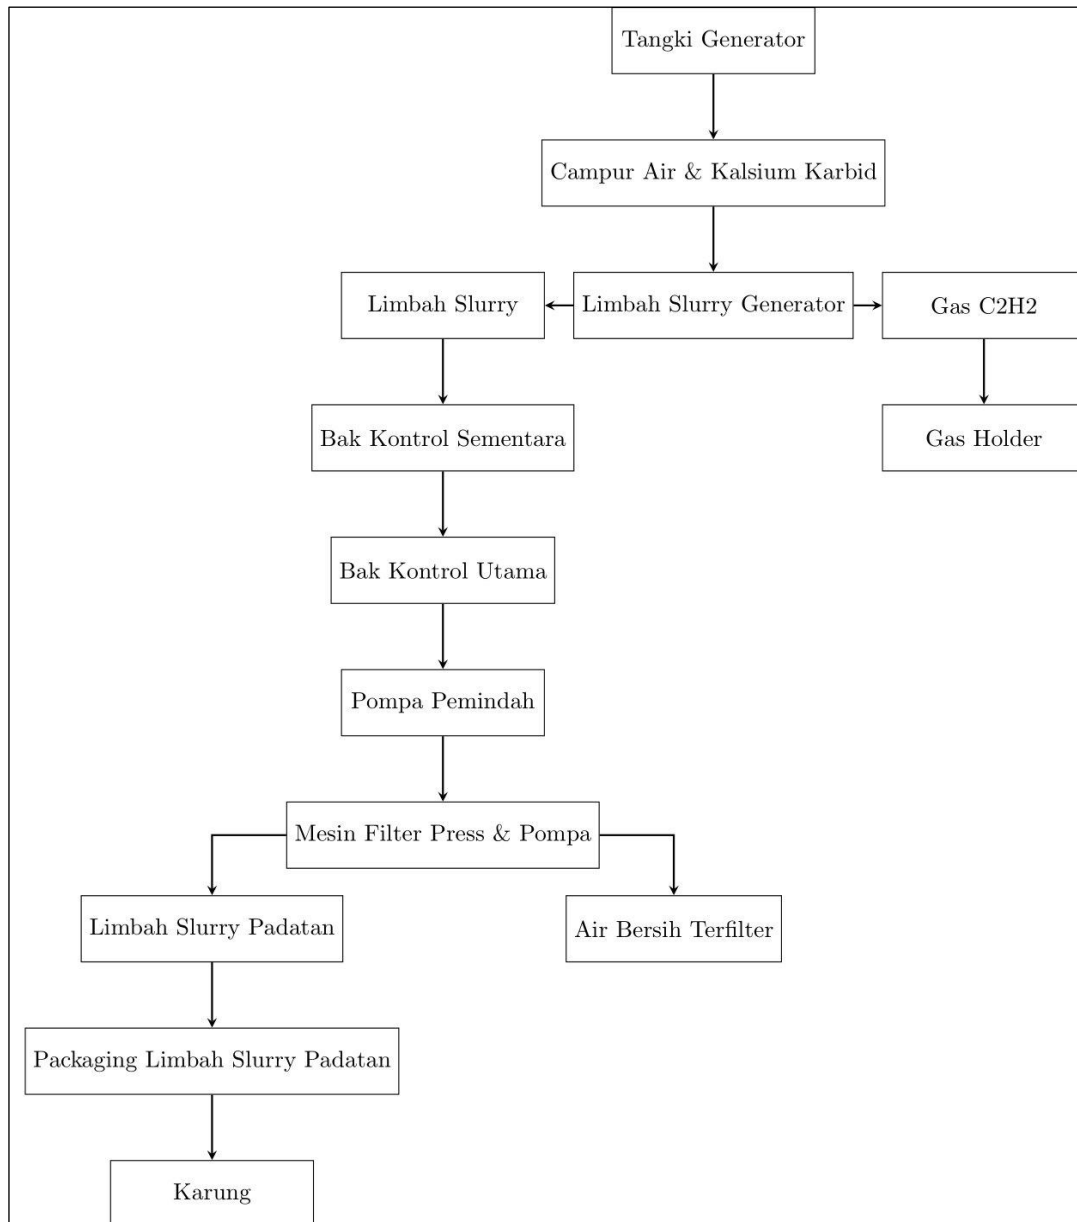 Tangki Generator
Campur Air & Kalsium Karbid
Limbah Slurry
Limbah Slurry Generator
Gas C2H2
Bak Kontrol Sementara
Gas Holder
Bak Kontrol Utama
Pompa Pemindah
Mesin Filter Press & Pompa
Limbah Slurry Padatan
Air Bersih Terfilter
Packaging Limbah Slurry Padatan
Karung